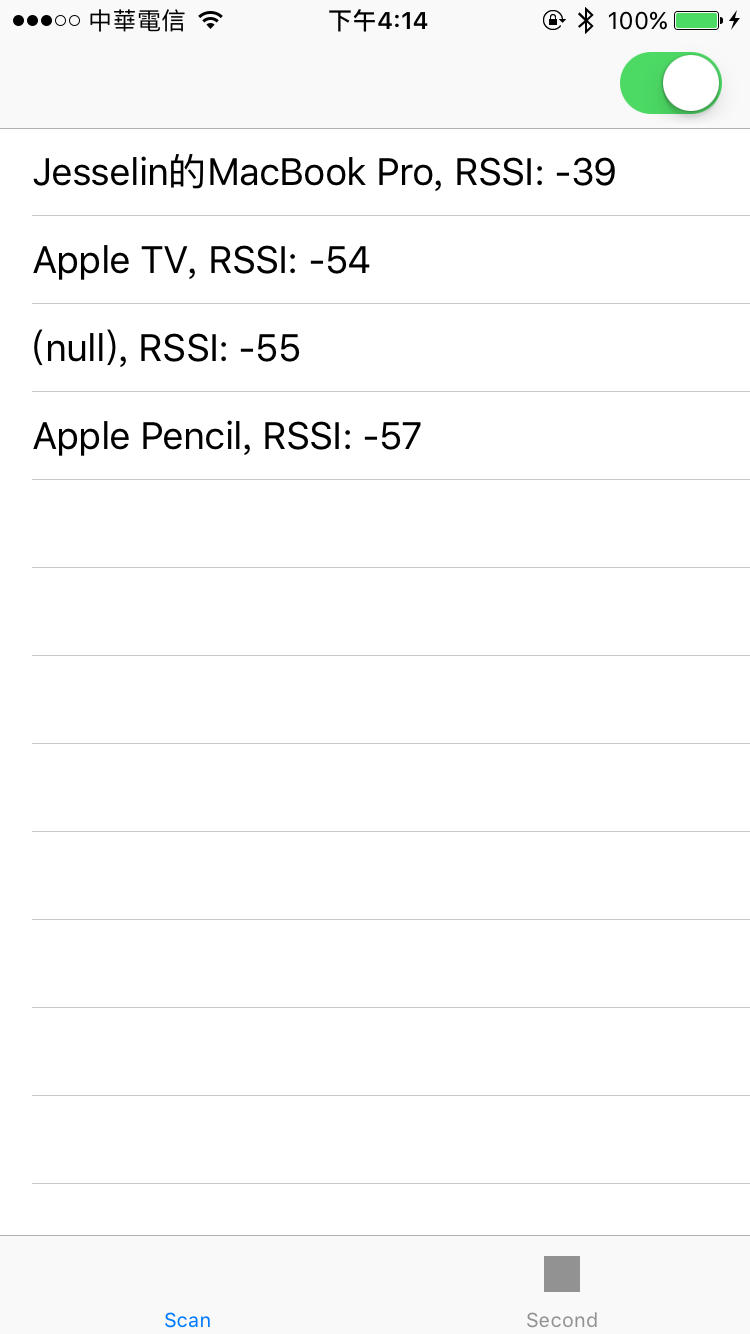 中華電信 下午4:14 100%
Jesselin的MacBook Pro, RSSI: -39
Apple TV, RSSI: -54
(null), RSSI: -55
Apple Pencil, RSSI: -57
Scan Second